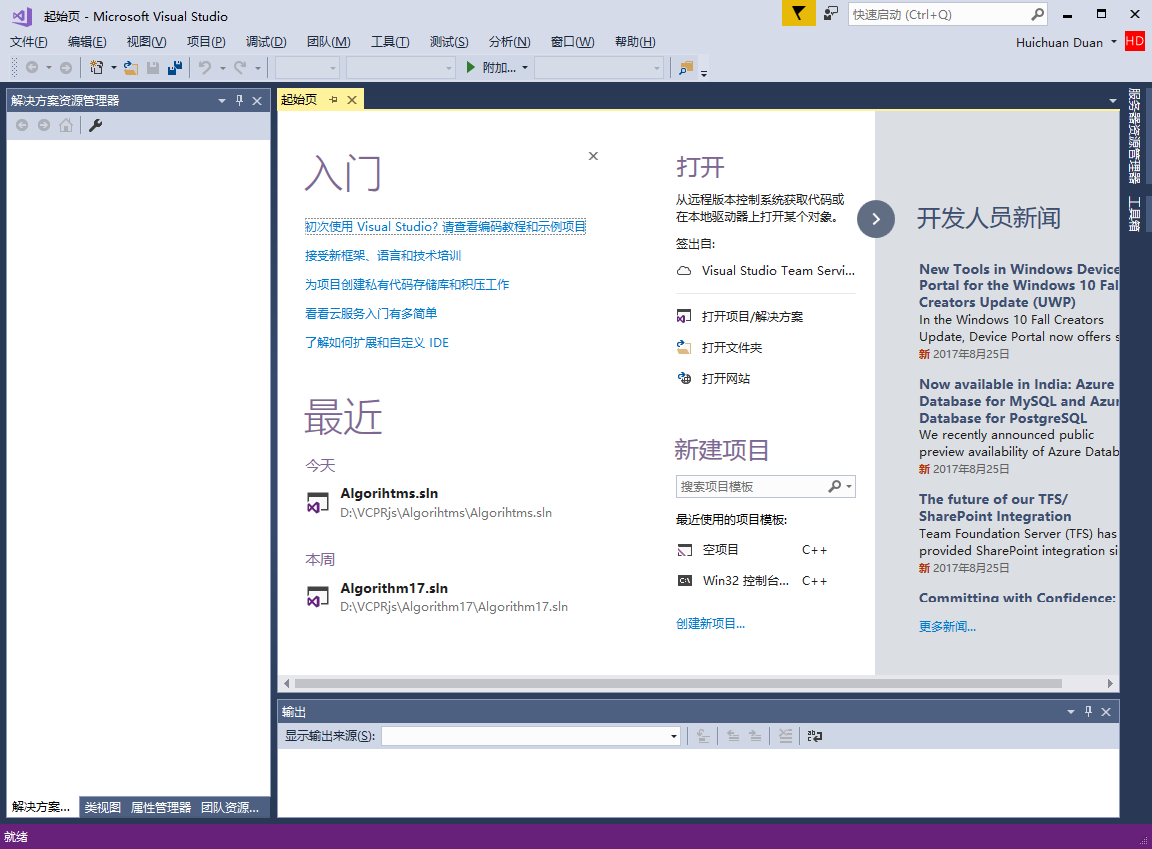 起始页 - Microsoft Visual Studio
快速启动 (Ctrl+Q)
文件(F) 编辑(E) 视图(V) 项目(P) 调试(D) 团队(M) 工具(T) 测试(S) 分析(N) 窗口(W) 帮助(H)
Huichuan Duan
HD
附加...
解决方案资源管理器
起始页
入门
初次使用 Visual Studio? 请查看编码教程和示例项目
接受新框架、语言和技术培训
为项目创建私有代码存储库和积压工作
看看云服务入门有多简单
了解如何扩展和自定义 IDE
最近
今天
Algorihtms.sln
D:\VCPRjs\Algorihtms\Algorihtms.sln
本周
Algorithm17.sln
D:\VCPRjs\Algorithm17\Algorithm17.sln
打开
从远程版本控制系统获取代码或
在本地驱动器上打开某个对象。
签出自:
Visual Studio Team Servi...
打开项目/解决方案
打开文件夹
打开网站
新建项目
搜索项目模板
最近使用的项目模板:
空项目 C++
Win32 控制台... C++
创建新项目...
开发人员新闻
New Tools in Windows Device
Portal for the Windows 10 Fal
Creators Update (UWP)
In the Windows 10 Fall Creators
Update, Device Portal now offers s
新 2017年8月25日
Now available in India: Azure
Database for MySQL and Azur
Database for PostgreSQL
We recently announced public
preview availability of Azure Datab
新 2017年8月25日
The future of our TFS/
SharePoint Integration
Team Foundation Server (TFS) has
provided SharePoint integration si
新 2017年8月25日
Committing with Confidence:
更多新闻...
服务器资源管理器
工具箱
输出
显示输出来源(S):
解决方案... 类视图 属性管理器 团队资源...
就绪